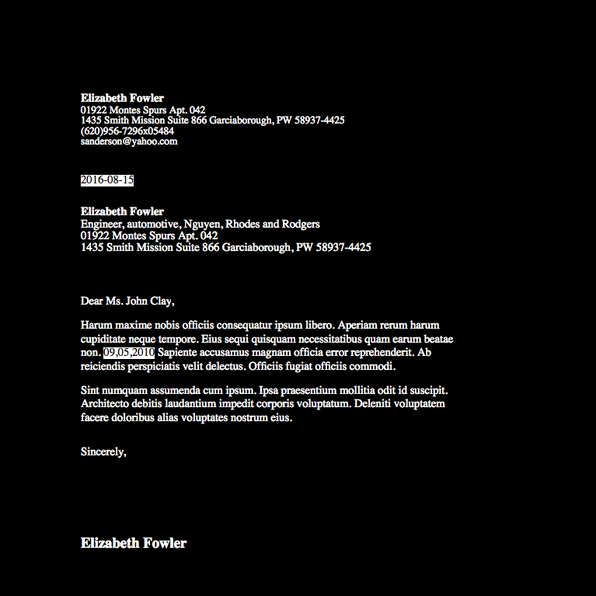 Elizabeth Fowler
01922 Montes Spurs Apt. 042
1435 Smith Mission Suite 866 Garciaborough, PW 58937-4425
(620)956-7296x05484
sanderson@yahoo.com
2016-08-15
Elizabeth Fowler
Engineer, automotive, Nguyen, Rhodes and Rodgers
01922 Montes Spurs Apt. 042
1435 Smith Mission Suite 866 Garciaborough, PW 58937-4425
Dear Ms. John Clay,
Harum maxime nobis officiis consequatur ipsum libero. Aperiam rerum harum
cupiditate neque tempore. Eius sequi quisquam necessitatibus quam earum beatae
non. 09,05,2010 Sapiente accusamus magnam officia error reprehenderit. Ab
reiciendis perspiciatis velit delectus. Officiis fugiat officiis commodi.
Sint numquam assumenda cum ipsum. Ipsa praesentium mollitia odit id suscipit.
Architecto debitis laudantium impedit corporis voluptatum. Deleniti voluptatem
facere doloribus alias voluptates nostrum eius.
Sincerely,
Elizabeth Fowler